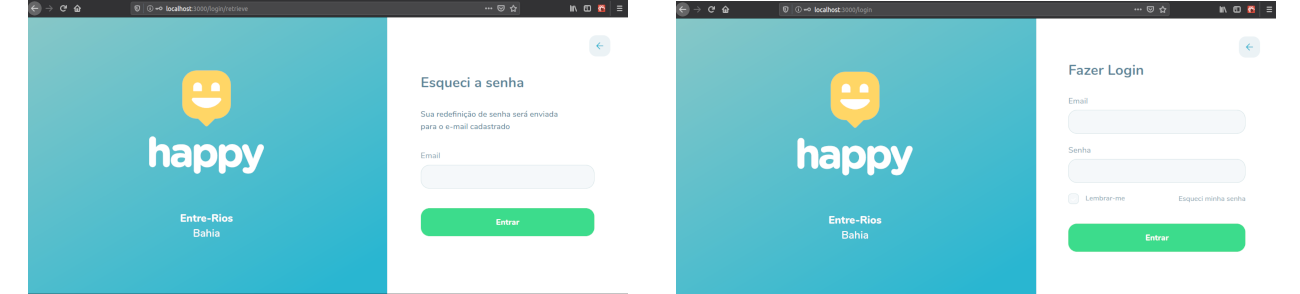 localhost:3000/login/retrieve
happy
Entre-Rios
Bahia
Esqueci a senha
Sua redefinição de senha será enviada
para o e-mail cadastrado
Email
Entrar
localhost:3000/login
happy
Entre-Rios
Bahia
Fazer Login
Email
Senha
Lembrar-me
Esqueci minha senha
Entrar